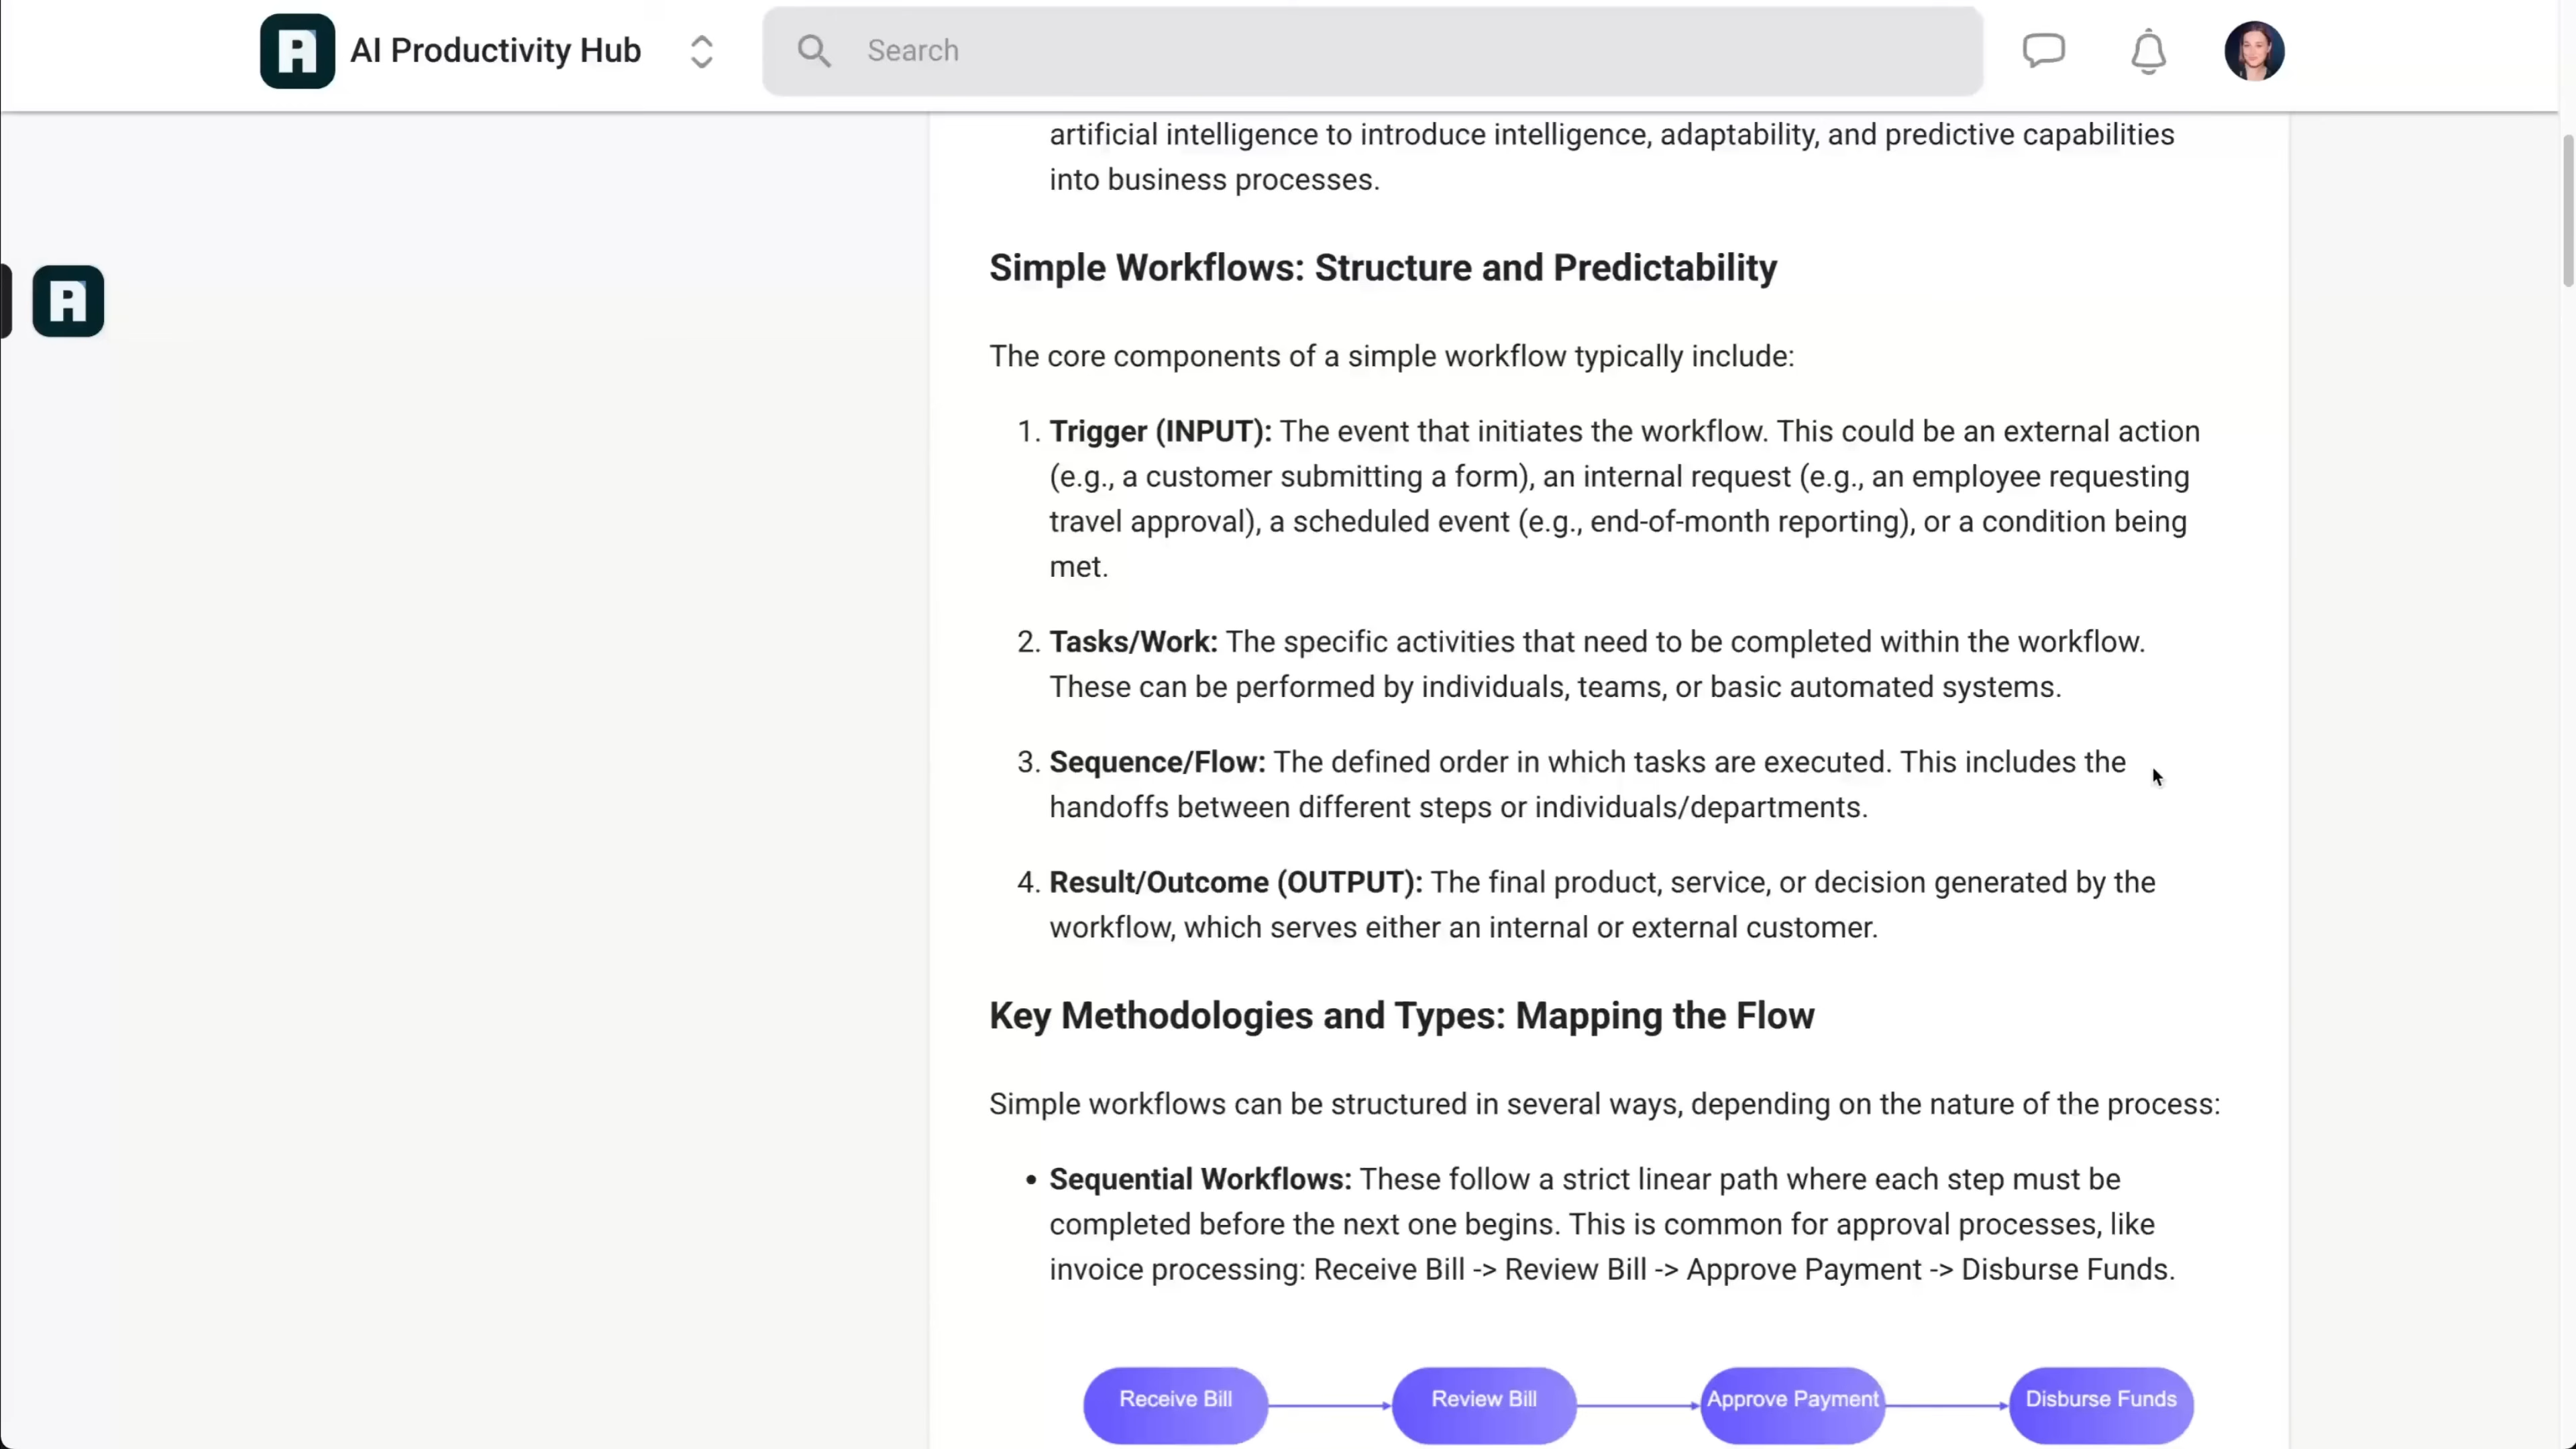 AI Productivity Hub
Search
artificial intelligence to introduce intelligence, adaptability, and predictive capabilities
into business processes.
Simple Workflows: Structure and Predictability
The core components of a simple workflow typically include:
1. Trigger (INPUT): The event that initiates the workflow. This could be an external action
(e.g., a customer submitting a form), an internal request (e.g., an employee requesting
travel approval), a scheduled event (e.g., end-of-month reporting), or a condition being
met.
2. Tasks/Work: The specific activities that need to be completed within the workflow.
These can be performed by individuals, teams, or basic automated systems.
3. Sequence/Flow: The defined order in which tasks are executed. This includes the
handoffs between different steps or individuals/departments.
4. Result/Outcome (OUTPUT): The final product, service, or decision generated by the
workflow, which serves either an internal or external customer.
Key Methodologies and Types: Mapping the Flow
Simple workflows can be structured in several ways, depending on the nature of the process:
• Sequential Workflows: These follow a strict linear path where each step must be
completed before the next one begins. This is common for approval processes, like
invoice processing: Receive Bill -> Review Bill -> Approve Payment -> Disburse Funds.
Receive Bill
Review Bill
Approve Payment
Disburse Funds